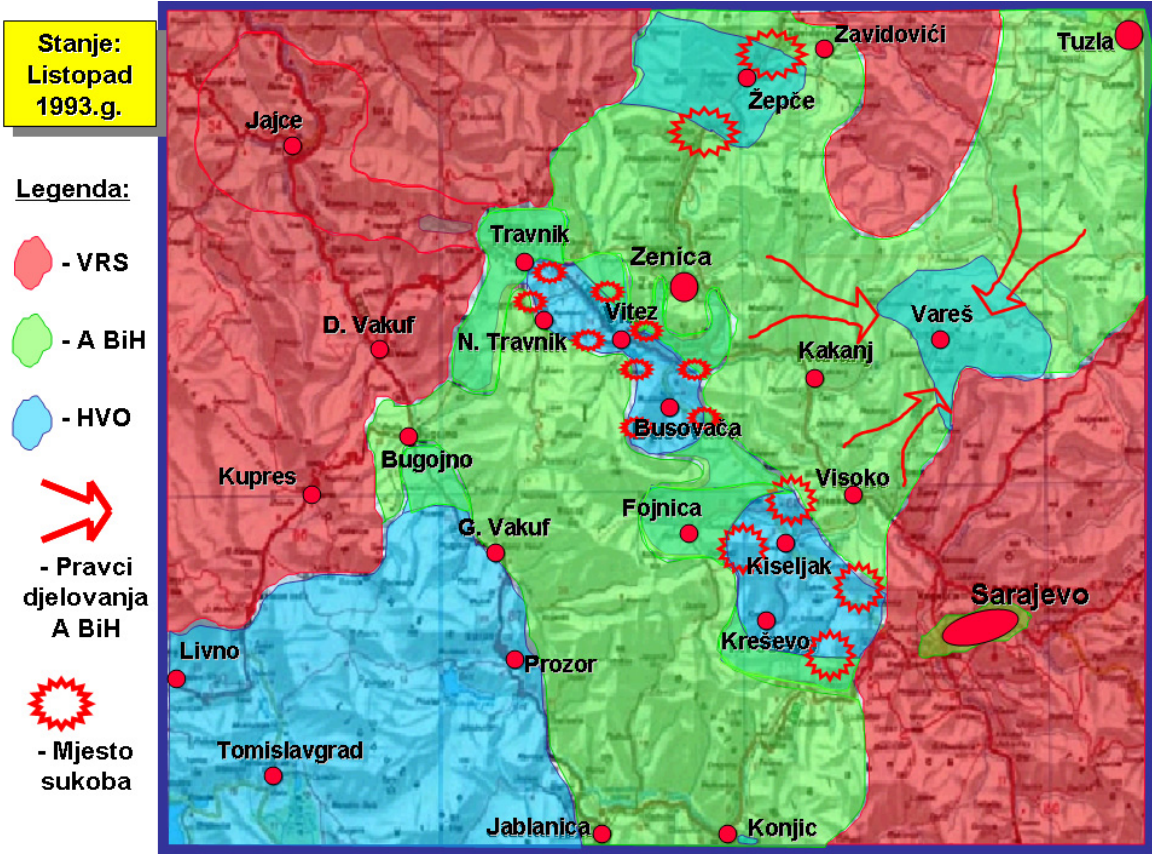 Stanje:
Listopad
1993.g.
Legenda:
- VRS
- A BiH
- HVO
- Pravci
djelovanja
A BiH
- Mjesto
sukoba
Zavidovići
Tuzla
Žepče
Jajce
Travnik
Zenica
Vitez
N. Travnik
D. Vakuf
Vareš
Kakanj
Busovača
Bugojno
Kupres
Visoko
Fojnica
G. Vakuf
Kiseljak
Sarajevo
Kreševo
Livno
Prozor
Tomislavgrad
Jablanica
Konjic